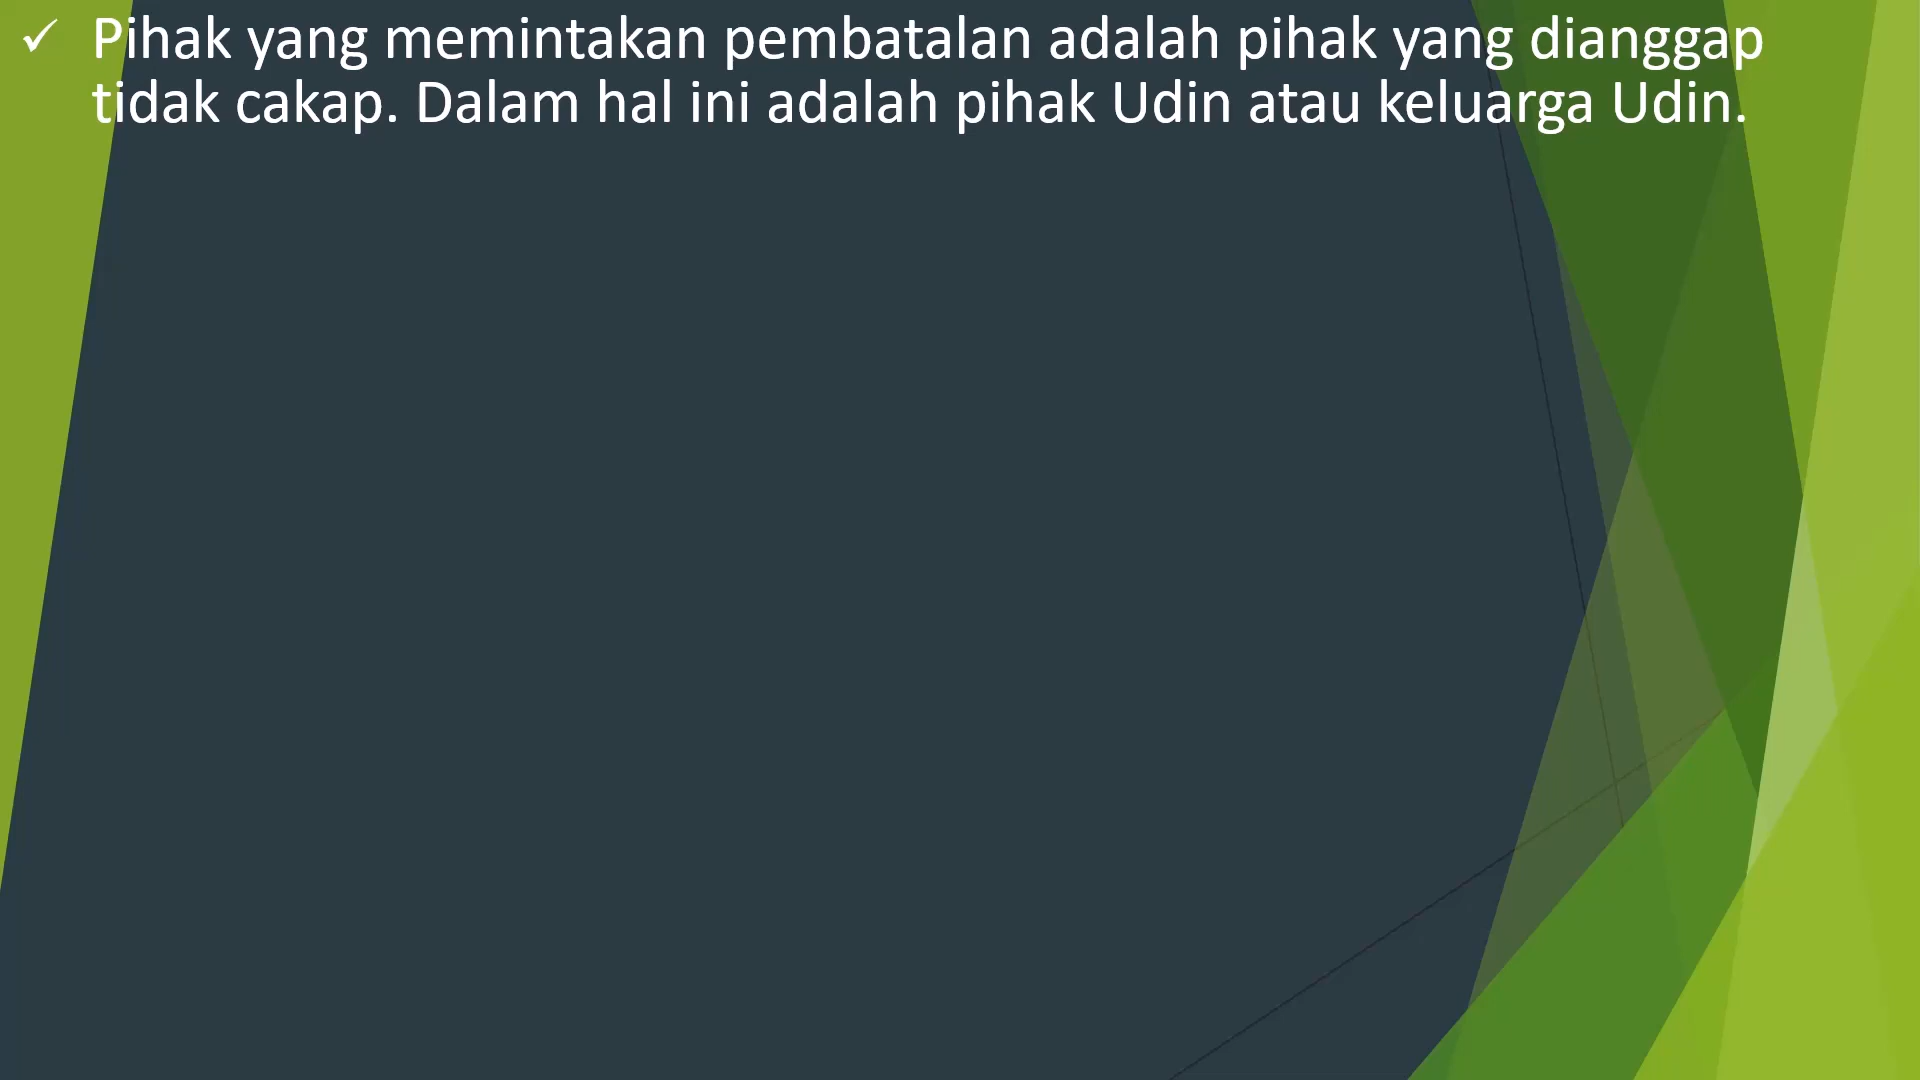 ✓ Pihak yang memintakan pembatalan adalah pihak yang dianggap
tidak cakap. Dalam hal ini adalah pihak Udin atau keluarga Udin.